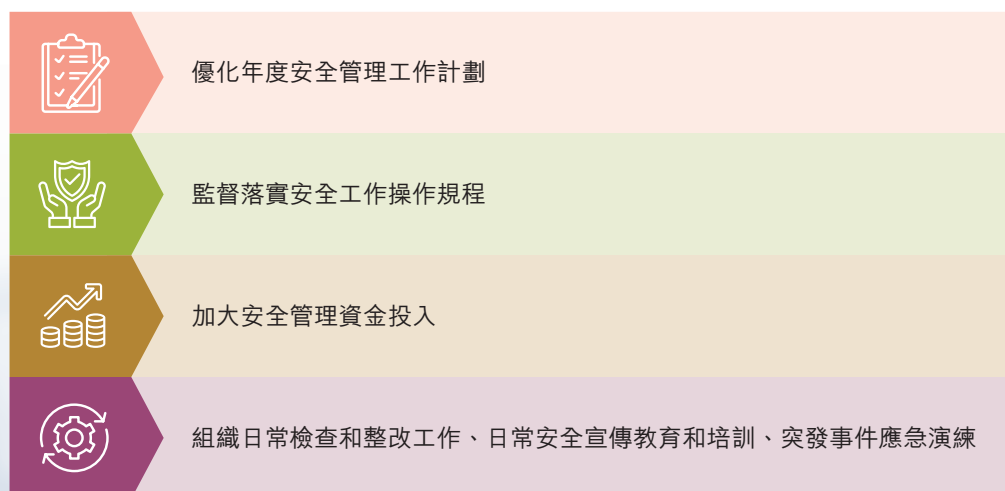 優化年度安全管理工作計劃
監督落實安全工作操作規程
加大安全管理資金投入
組織日常檢查和整改工作、日常安全宣傳教育和培訓、突發事件應急演練